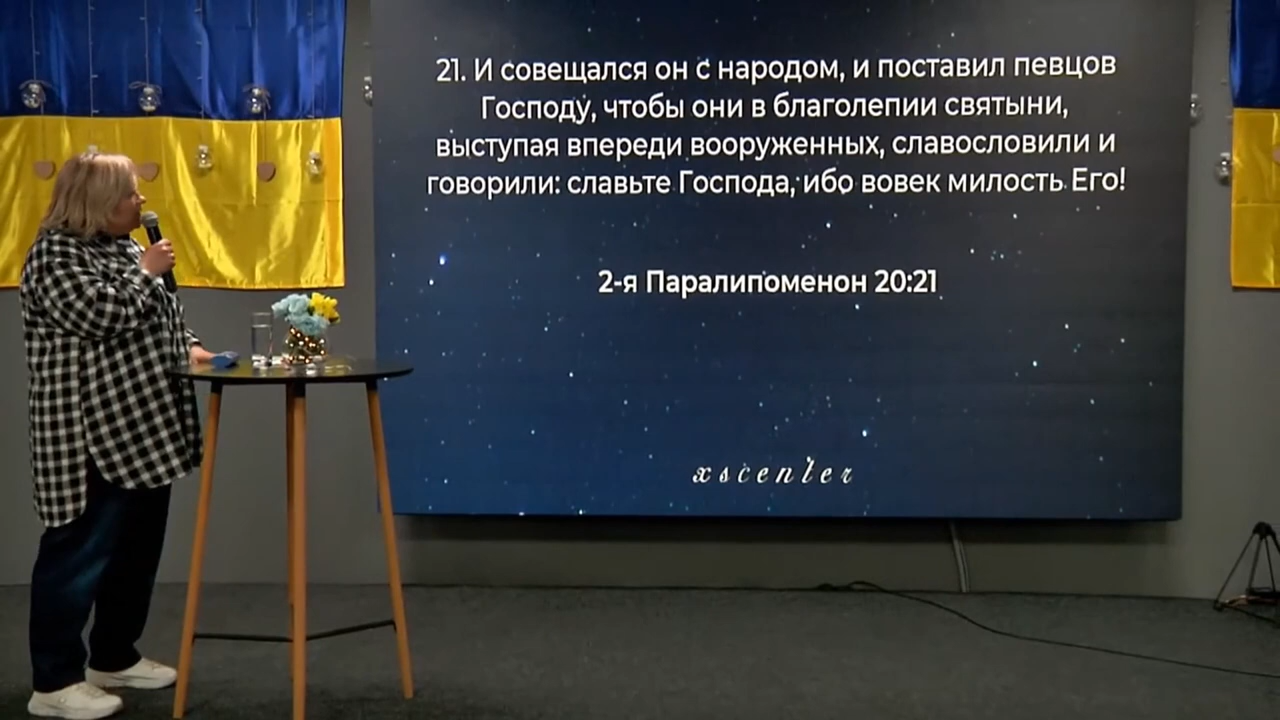 21. И совещался он с народом, и поставил певцов
Господу, чтобы они в благолепии святыни,
выступая впереди вооруженных, славословили и
говорили: славьте Господа, ибо вовек милость Его!
2-я Паралипоменон 20:21
xscenter